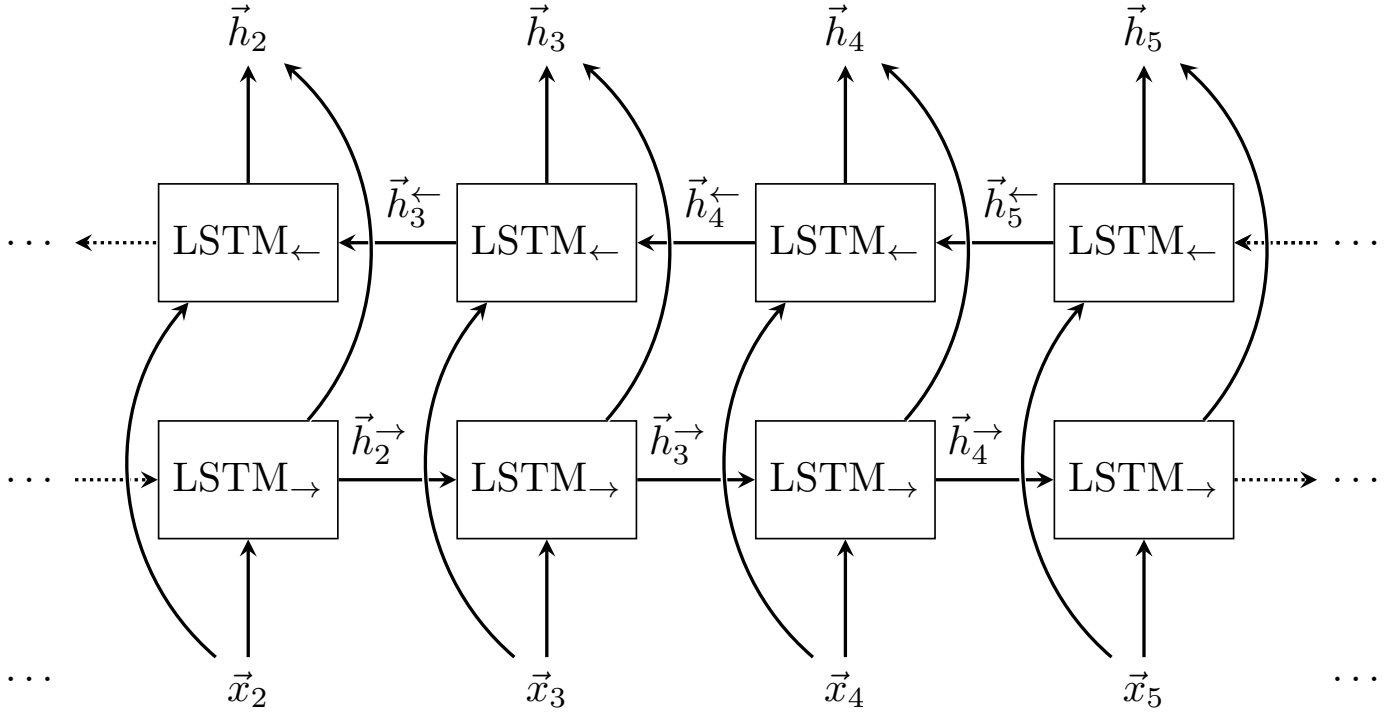 h⃗₂ h⃗₃ h⃗₄ h⃗₅
h⃗₃^← h⃗₄^← h⃗₅^←
··· LSTM← LSTM← LSTM← LSTM← ···
h⃗₂^→ h⃗₃^→ h⃗₄^→
··· LSTM→ LSTM→ LSTM→ LSTM→ ···
··· x⃗₂ x⃗₃ x⃗₄ x⃗₅ ···